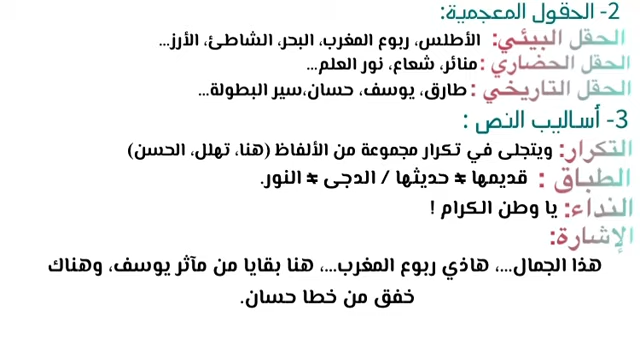 2- الحقول المعجمية:
الحقل البيئي: الأطلس، ربوع المغرب، البحر، الشاطئ، الأرز...
الحقل الحضاري : منائر، شعاع، نور العلم...
الحقل التاريخي : طارق، يوسف، حسان،سير البطولة...
3- أساليب النص :
التكرار: ويتجلى في تكرار مجموعة من الألفاظ (هنا، تهلل، الحسن)
الطباق : قديمها ≠ حديثها / الدجى ≠ النور.
النداء: يا وطن الكرام !
الإشارة:
هذا الجمال...، هاذي ربوع المغرب...، هنا بقايا من مآثر يوسف، وهناك
خفق من خطا حسان.